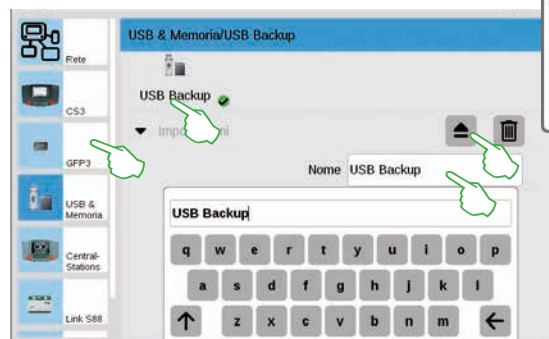 USB & Memoria/USB Backup
Rete
USB Backup
CS3
GFP3
Nome USB Backup
USB & Memoria
USB Backup
Central-
Stations
Link S88
q w e r t y u i o p
a s d f g h j k l
z x c v b n m